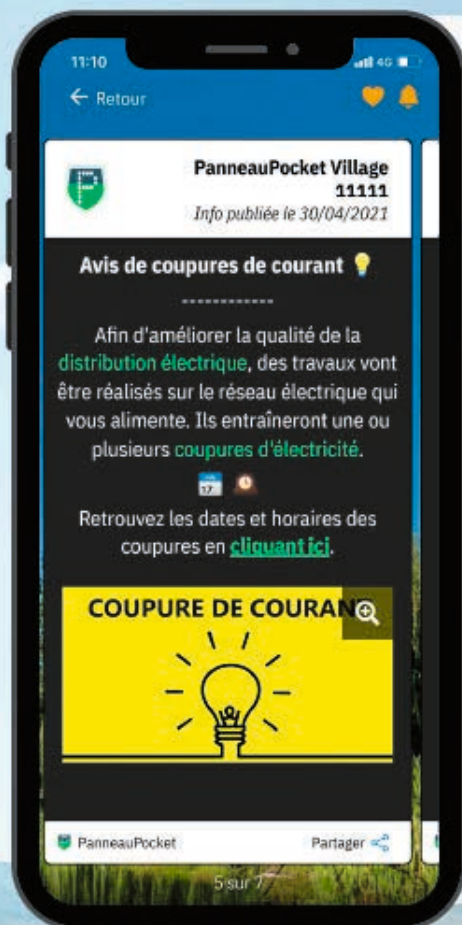 11:10
4G
← Retour
PanneauPocket Village
11111
Info publiée le 30/04/2021
Avis de coupures de courant
------------
Afin d'améliorer la qualité de la
distribution électrique, des travaux vont
être réalisés sur le réseau électrique qui
vous alimente. Ils entraîneront une ou
plusieurs coupures d'électricité.
17
Retrouvez les dates et horaires des
coupures en cliquant ici.
COUPURE DE COURANT
PanneauPocket
Partager
5 sur 7